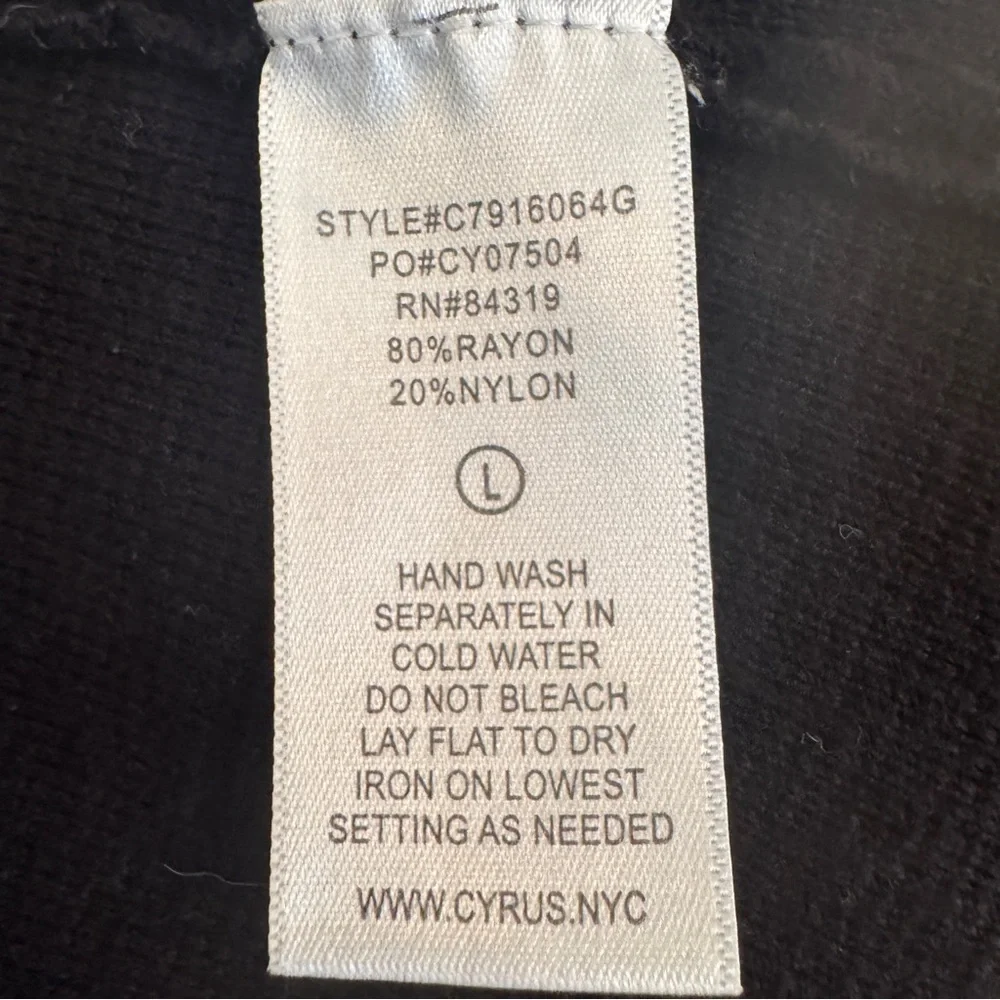 STYLE#C7916064G
PO#CY07504
RN#84319
80%RAYON
20%NYLON
L
HAND WASH
SEPARATELY IN
COLD WATER
DO NOT BLEACH
LAY FLAT TO DRY
IRON ON LOWEST
SETTING AS NEEDED
WWW.CYRUS.NYC